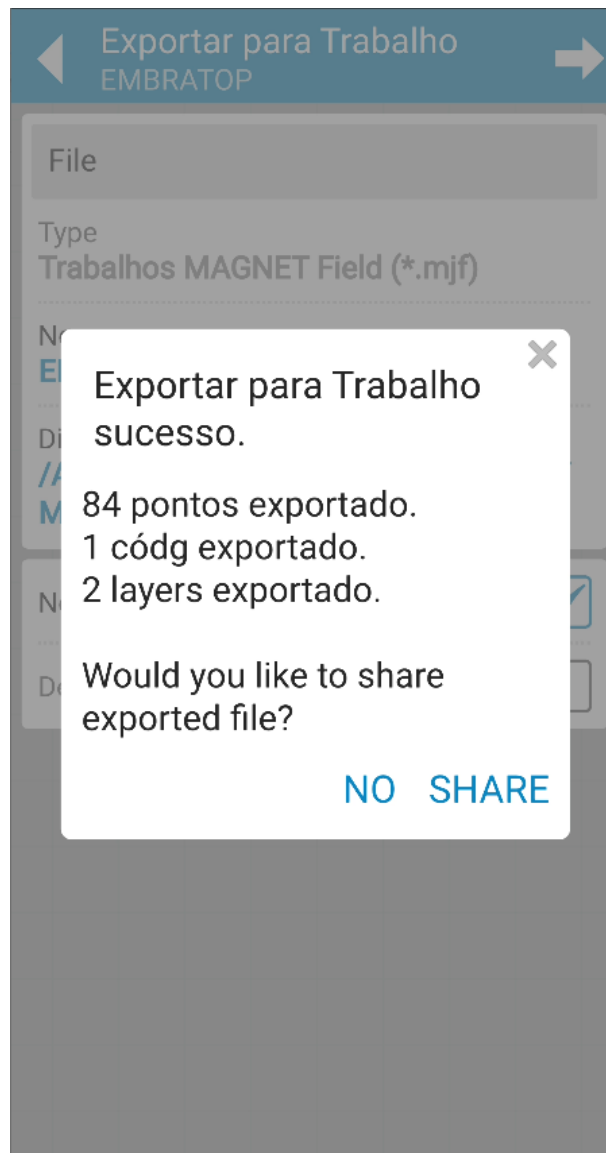 Exportar para Trabalho
EMBRATOP
File
Type
Trabalhos MAGNET Field (*.mjf)
Exportar para Trabalho
sucesso.
84 pontos exportado.
1 códg exportado.
2 layers exportado.
Would you like to share
exported file?
NO SHARE